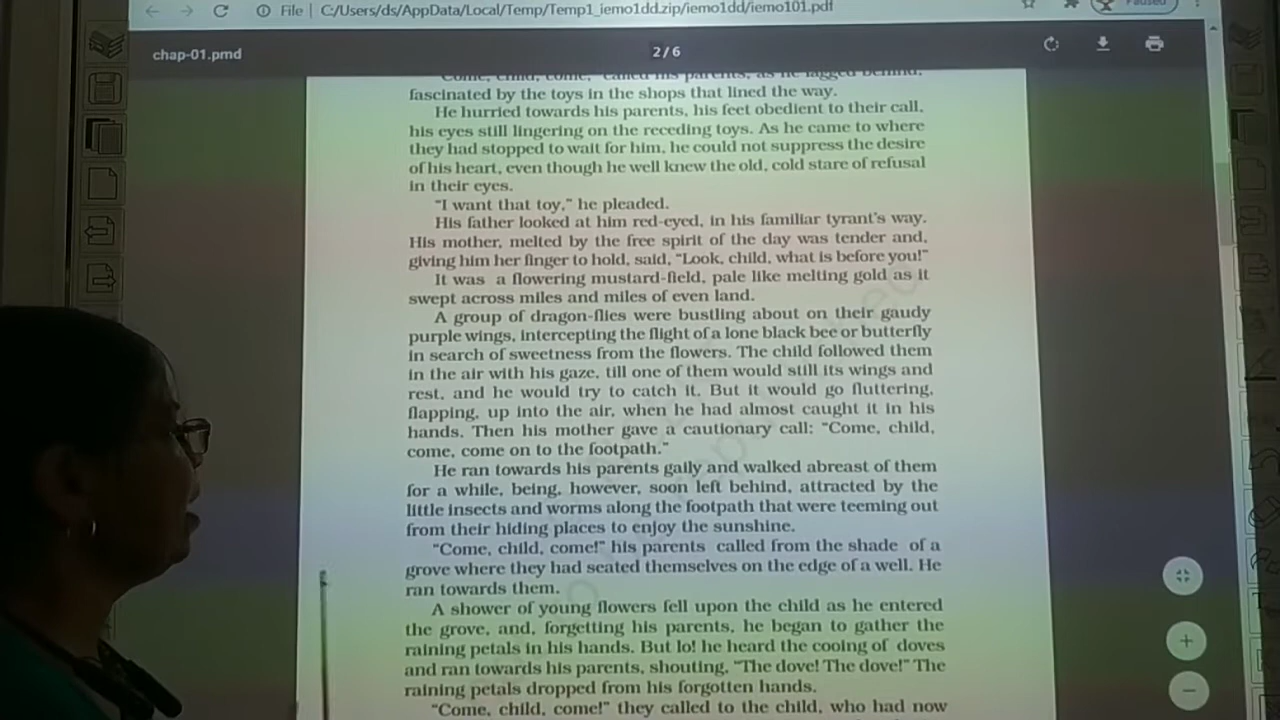 File | C:/Users/ds/AppData/Local/Temp/Temp1_iemo1dd.zip/iemo1dd/iemo101.pdf
Paused
chap-01.pmd
2 / 6
"Come, child, come," called his parents, as he lagged behind,
fascinated by the toys in the shops that lined the way.
He hurried towards his parents, his feet obedient to their call,
his eyes still lingering on the receding toys. As he came to where
they had stopped to wait for him, he could not suppress the desire
of his heart, even though he well knew the old, cold stare of refusal
in their eyes.
"I want that toy," he pleaded.
His father looked at him red-eyed, in his familiar tyrant's way.
His mother, melted by the free spirit of the day was tender and,
giving him her finger to hold, said, "Look, child, what is before you!"
It was a flowering mustard-field, pale like melting gold as it
swept across miles and miles of even land.
A group of dragon-flies were bustling about on their gaudy
purple wings, intercepting the flight of a lone black bee or butterfly
in search of sweetness from the flowers. The child followed them
in the air with his gaze, till one of them would still its wings and
rest, and he would try to catch it. But it would go fluttering,
flapping, up into the air, when he had almost caught it in his
hands. Then his mother gave a cautionary call: "Come, child,
come, come on to the footpath."
He ran towards his parents gaily and walked abreast of them
for a while, being, however, soon left behind, attracted by the
little insects and worms along the footpath that were teeming out
from their hiding places to enjoy the sunshine.
"Come, child, come!" his parents called from the shade of a
grove where they had seated themselves on the edge of a well. He
ran towards them.
A shower of young flowers fell upon the child as he entered
the grove, and, forgetting his parents, he began to gather the
raining petals in his hands. But lo! he heard the cooing of doves
and ran towards his parents, shouting, "The dove! The dove!" The
raining petals dropped from his forgotten hands.
"Come, child, come!" they called to the child, who had now